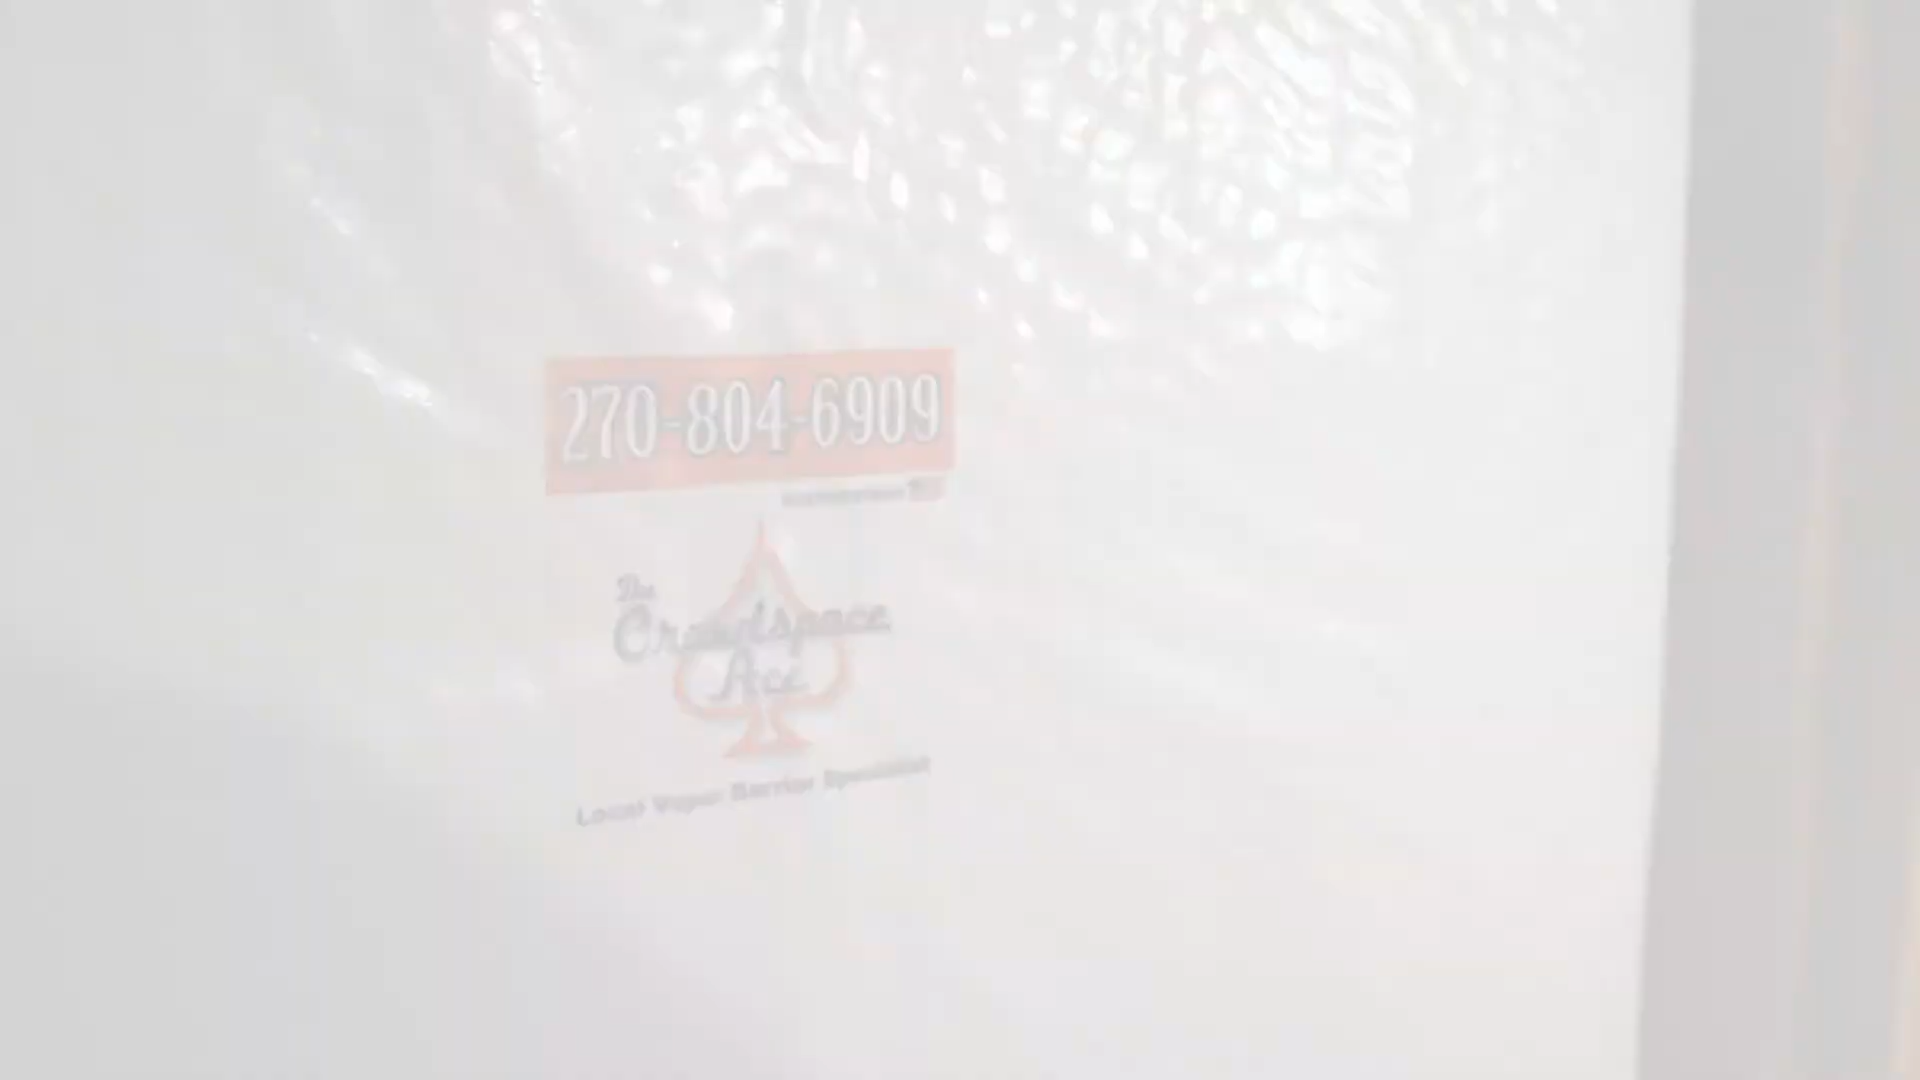 270-804-6909
The
Crawlspace
Ace
Local Vapor Barrier Specialist